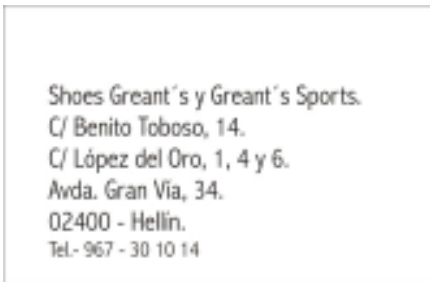 Shoes Greant´s y Greant´s Sports.
C/ Benito Toboso, 14.
C/ López del Oro, 1, 4 y 6.
Avda. Gran Vía, 34.
02400 - Hellín.
Tel.- 967 - 30 10 14